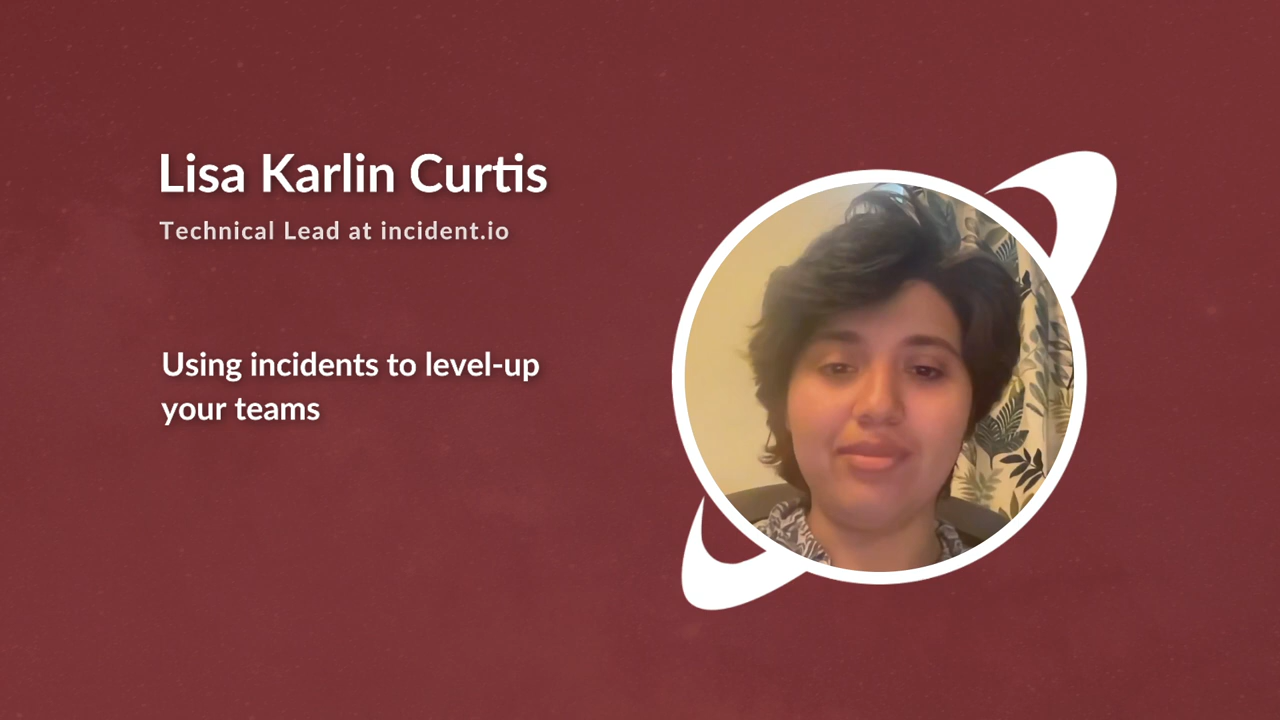 Lisa Karlin Curtis
Technical Lead at incident.io
Using incidents to level-up
your teams